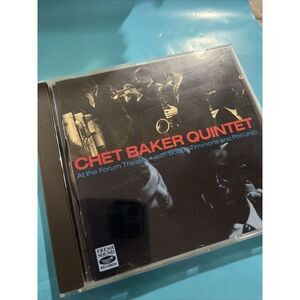 CHET BAKER QUINTET
At the Forum Theater with Bobby Timmons and Phil Urso
FRESH
SOUND
RECORDS